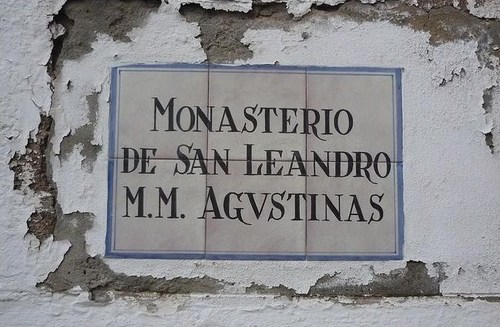 MONASTERIO
DE SAN LEANDRO
M.M. AGVSTINAS